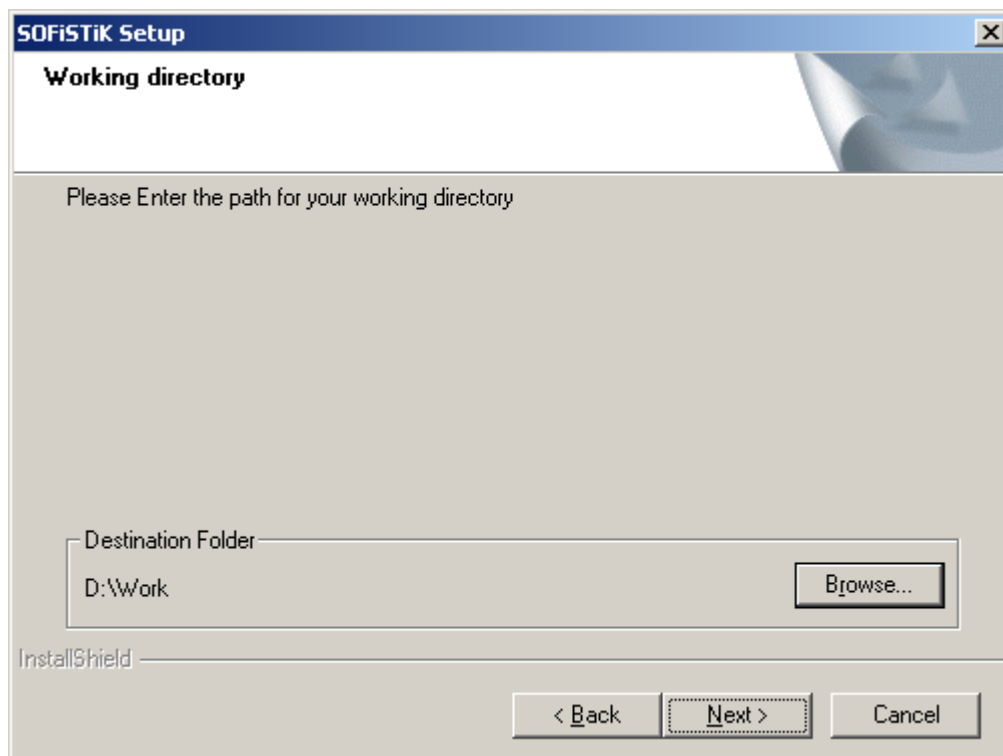 SOFiSTiK Setup
Working directory
Please Enter the path for your working directory
Destination Folder
D:\Work
Browse...
InstallShield
< Back
Next >
Cancel